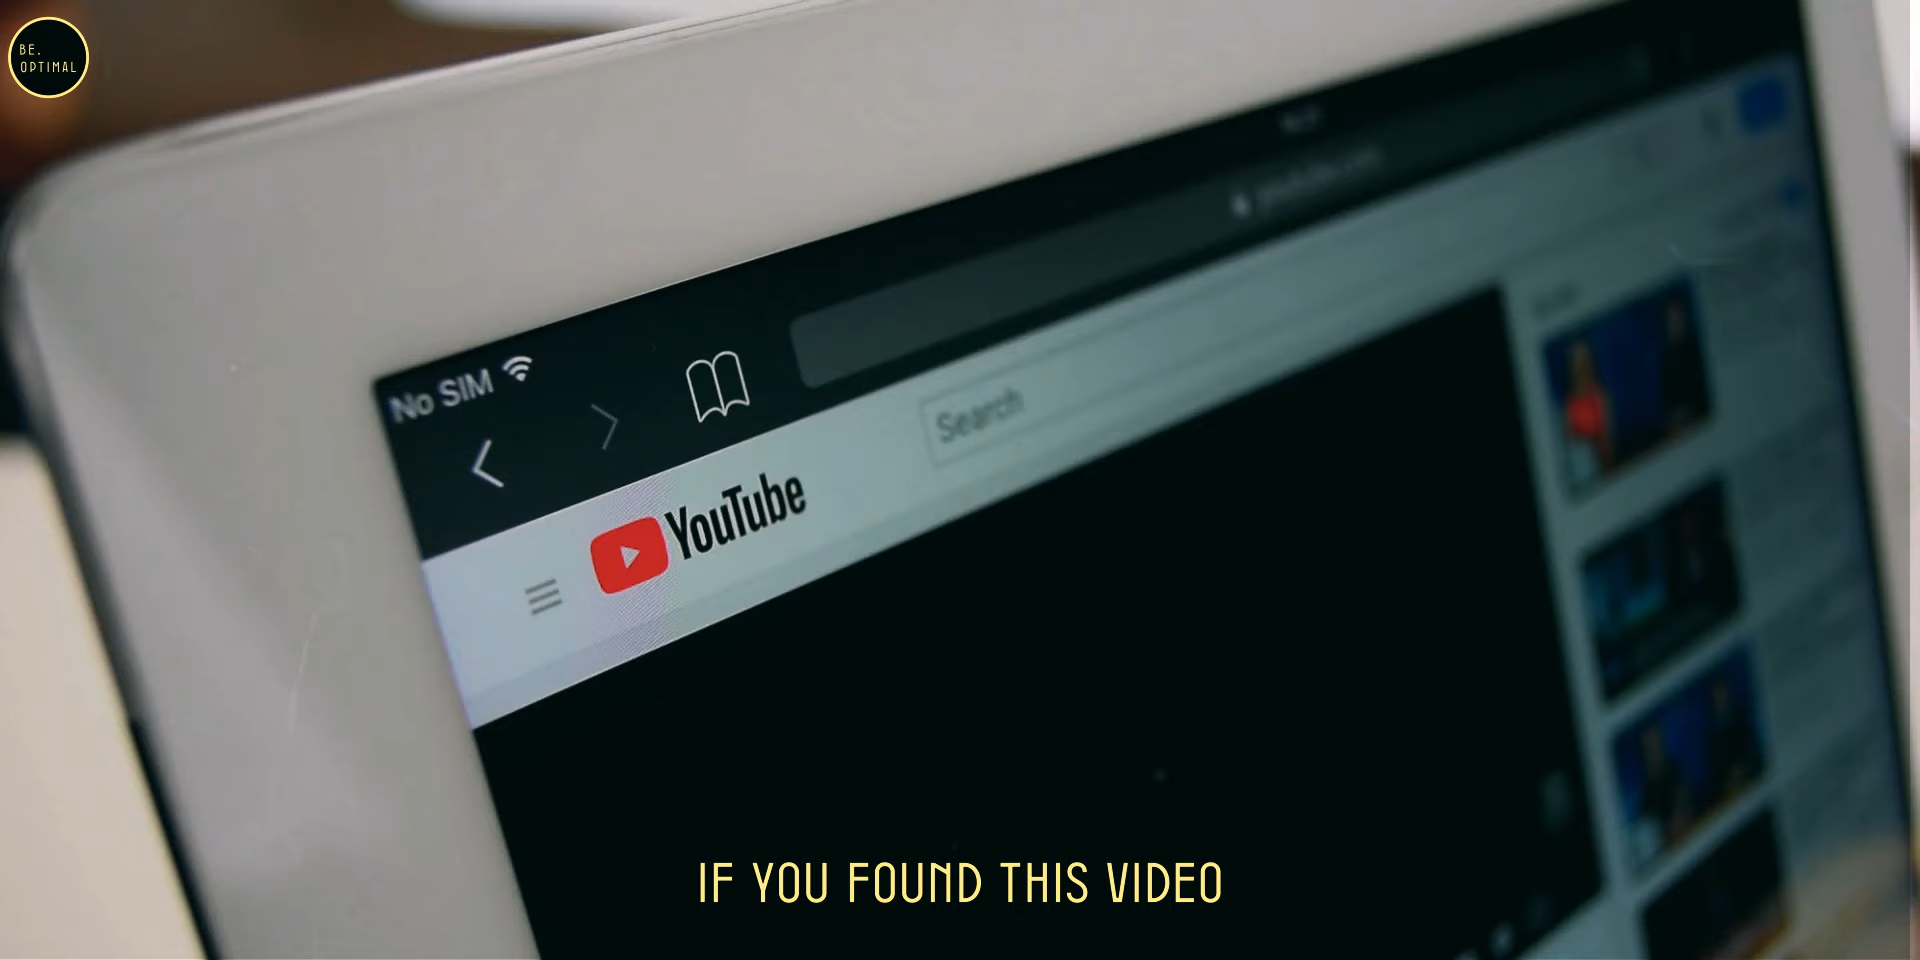 BE.
OPTIMAL
No SIM
Search
YouTube
IF YOU FOUND THIS VIDEO